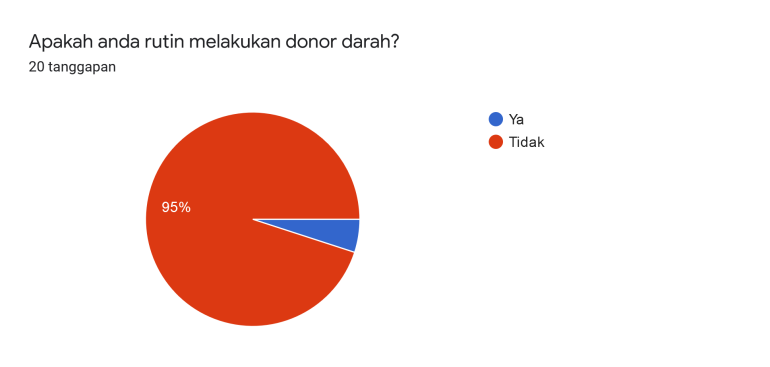 Apakah anda rutin melakukan donor darah?
20 tanggapan
Ya
Tidak
95%